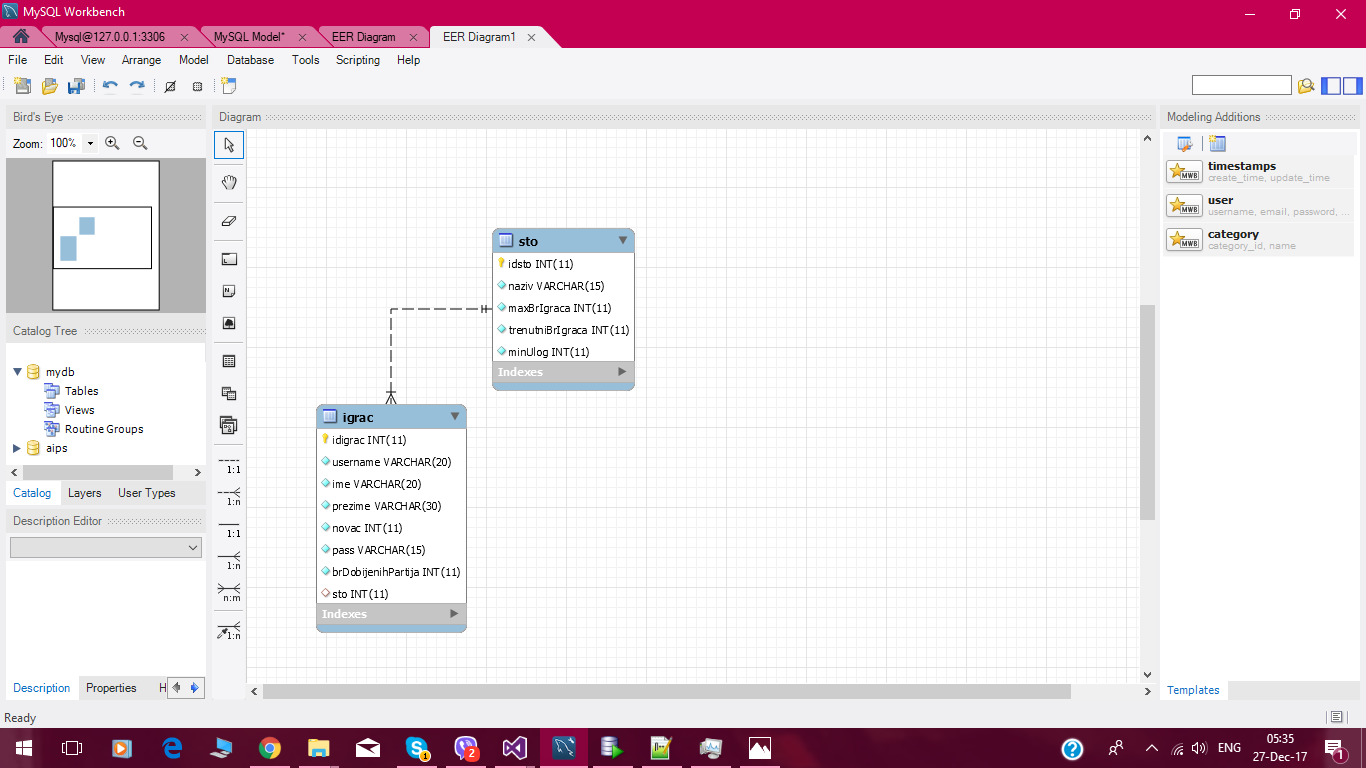 MySQL Workbench
Mysql@127.0.0.1:3306
MySQL Model*
EER Diagram
EER Diagram1
File Edit View Arrange Model Database Tools Scripting Help
Bird's Eye
Zoom: 100%
Catalog Tree
mydb
Tables
Views
Routine Groups
aips
Catalog Layers User Types
Description Editor
Description Properties H
Diagram
1:1
1:n
1:1
1:n
n:m
1:n
sto
idsto INT(11)
naziv VARCHAR(15)
maxBrIgraca INT(11)
trenutniBrIgraca INT(11)
minUlog INT(11)
Indexes
igrac
idigrac INT(11)
username VARCHAR(20)
ime VARCHAR(20)
prezime VARCHAR(30)
novac INT(11)
pass VARCHAR(15)
brDobijenihPartija INT(11)
sto INT(11)
Indexes
Modeling Additions
MWB
timestamps
create_time, update_time
MWB
user
username, email, password, ...
MWB
category
category_id, name
Templates
Ready
1
2
ENG
05:35
27-Dec-17
1